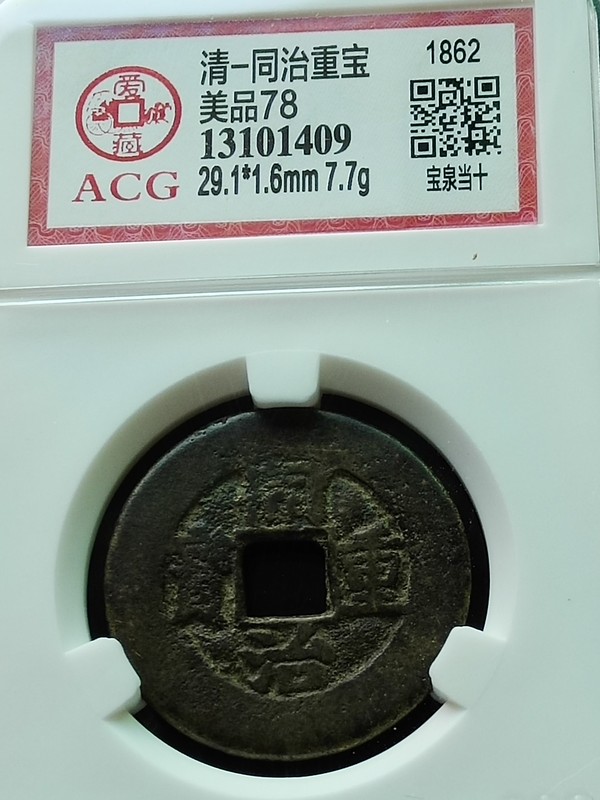 爱藏
ACG
清-同治重宝
美品78
13101409
29.1*1.6mm 7.7g
1862
宝泉当十
同治重寶